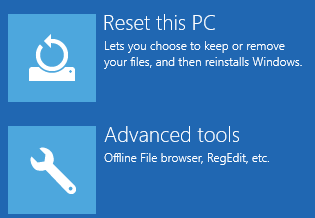 Reset this PC
Lets you choose to keep or remove
your files, and then reinstalls Windows.
Advanced tools
Offline File browser, RegEdit, etc.